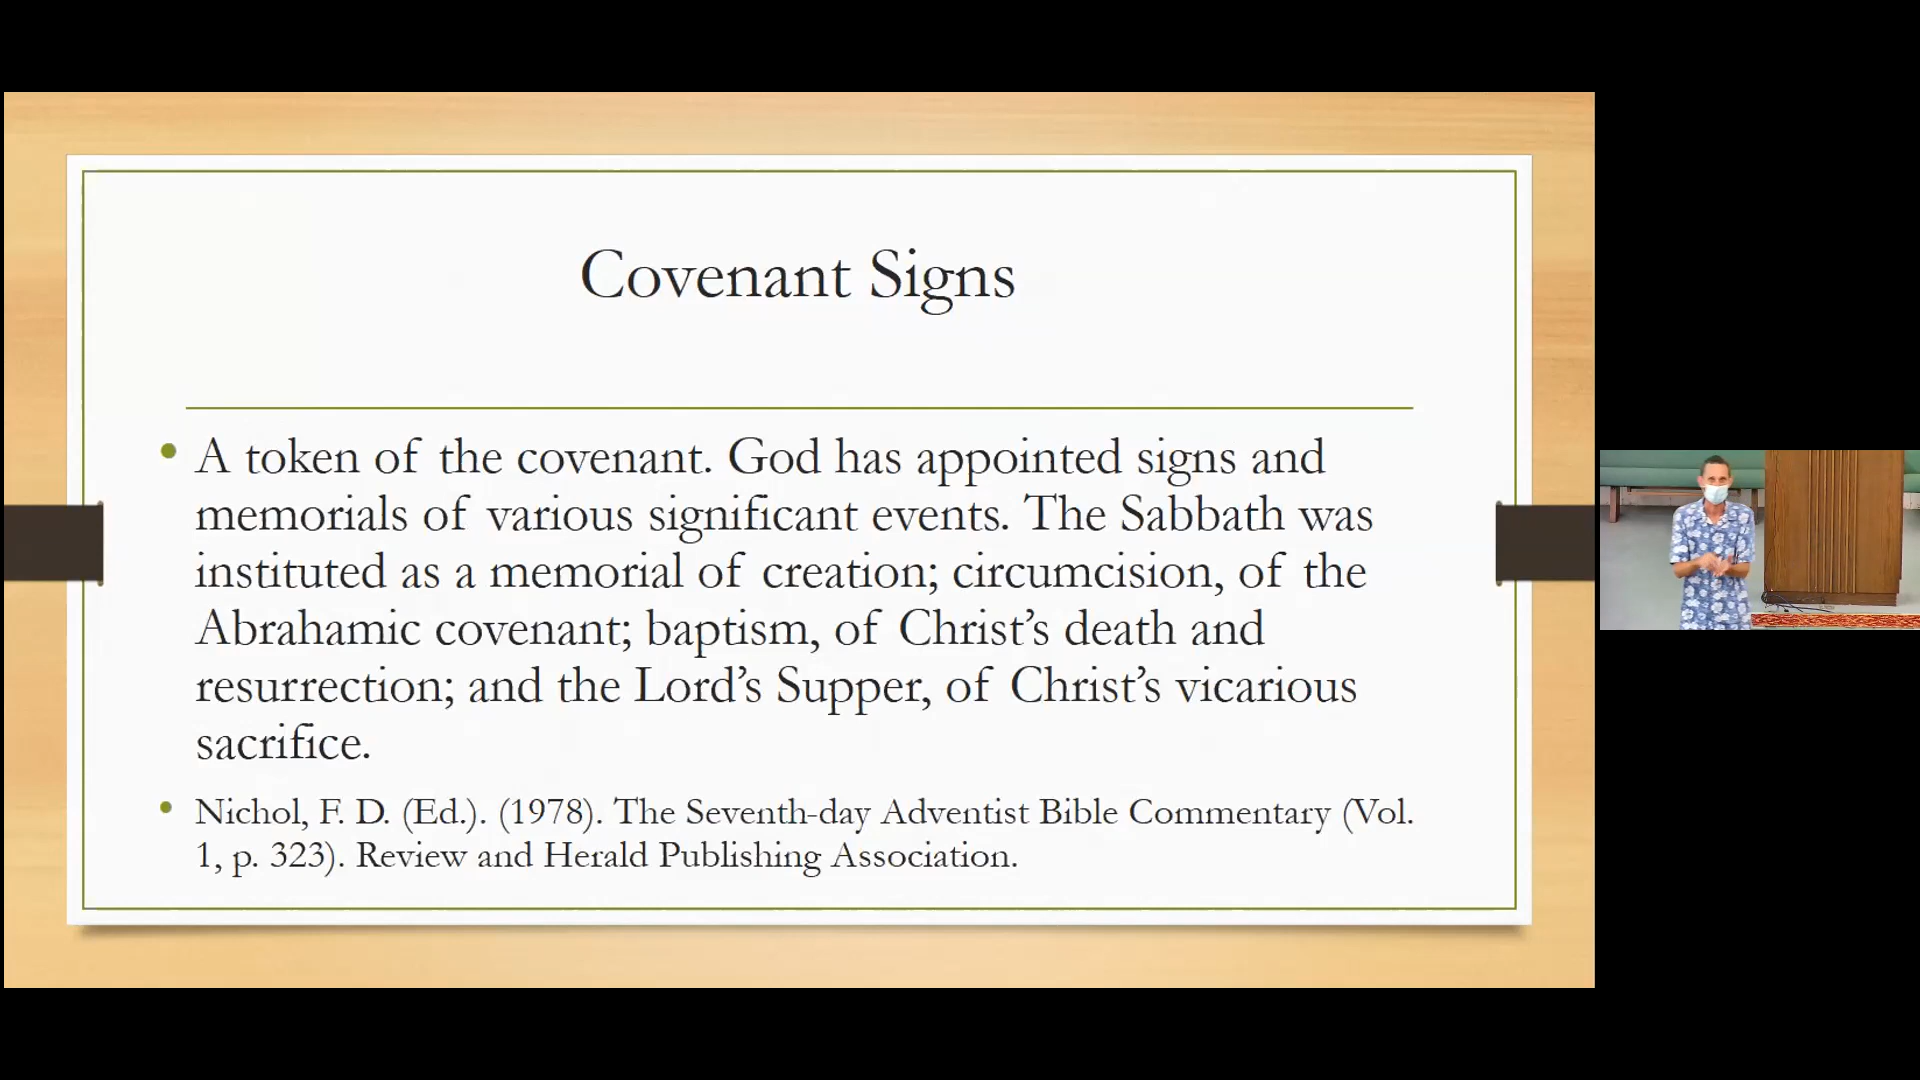 Covenant Signs
• A token of the covenant. God has appointed signs and
memorials of various significant events. The Sabbath was
instituted as a memorial of creation; circumcision, of the
Abrahamic covenant; baptism, of Christ’s death and
resurrection; and the Lord’s Supper, of Christ’s vicarious
sacrifice.
• Nichol, F. D. (Ed.). (1978). The Seventh-day Adventist Bible Commentary (Vol.
1, p. 323). Review and Herald Publishing Association.